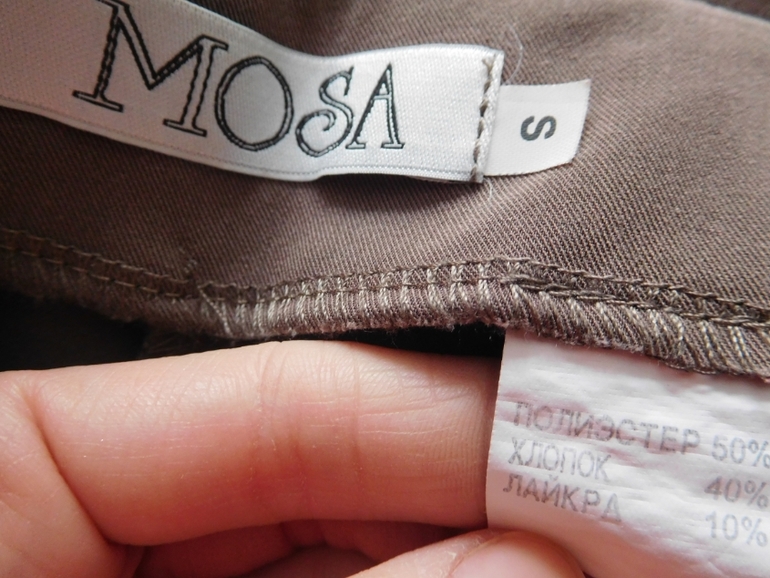 MOSA
S
ПОЛИЭСТЕР 50%
ХЛОПОК 40%
ЛАЙКРА 10%